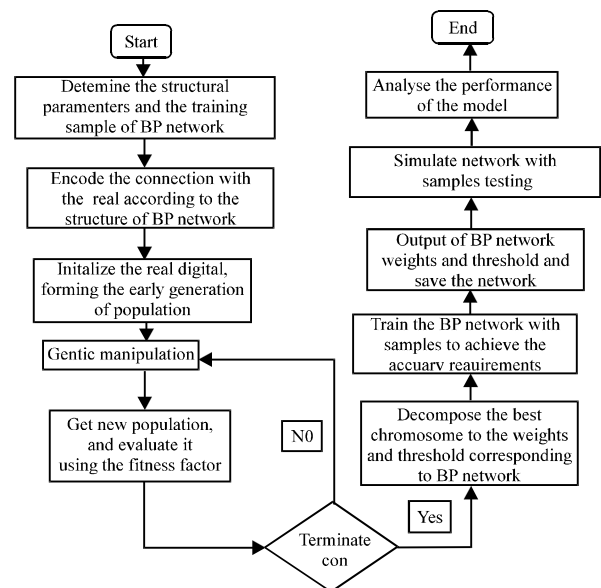 Start
Detemine the structural
paramenters and the training
sample of BP network
Encode the connection with
the real according to the
structure of BP network
Initalize the real digital,
forming the early generation
of population
Gentic manipulation
Get new population,
and evaluate it
using the fitness factor
N0
Terminate
con
Yes
Decompose the best
chromosome to the weights
and threshold corresponding
to BP network
Train the BP network with
samples to achieve the
accuarv reauirements
Output of BP network
weights and threshold and
save the network
Simulate network with
samples testing
Analyse the performance
of the model
End